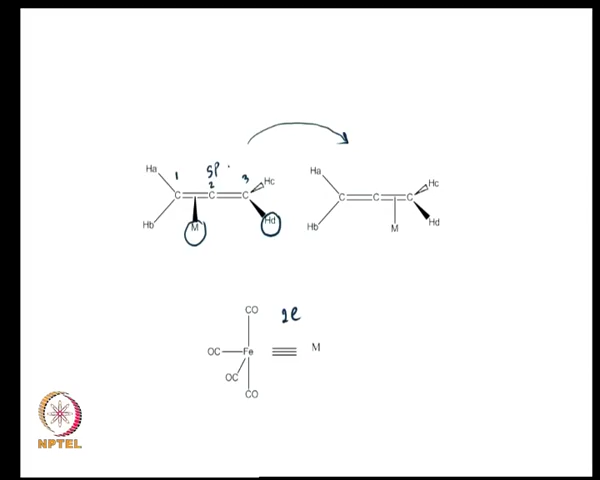 Ha 1 SP 2 3 Hc
C C C
Hb M Hd
Ha Hc
C C C
Hb M Hd
CO 2e
OC Fe M
OC
CO
NPTEL